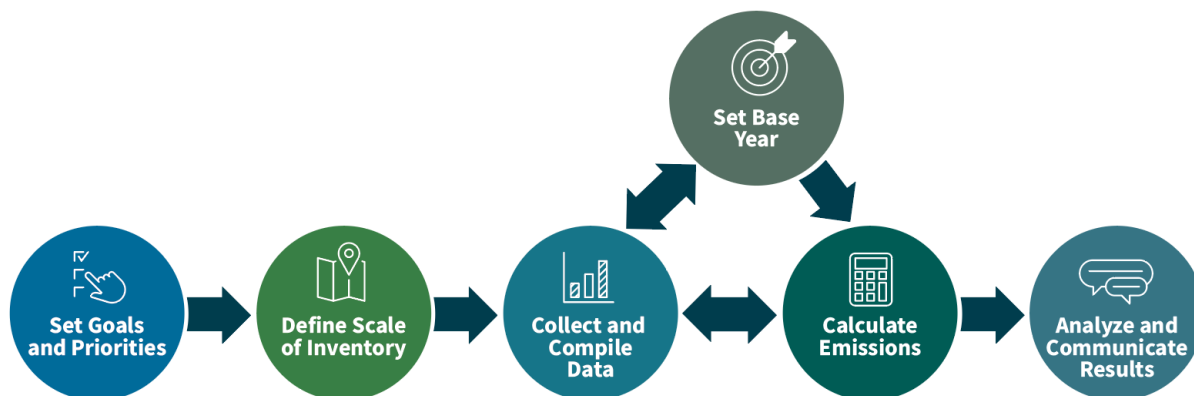 Set Base
Year
Set Goals
and Priorities
Define Scale
of Inventory
Collect and
Compile
Data
Calculate
Emissions
Analyze and
Communicate
Results